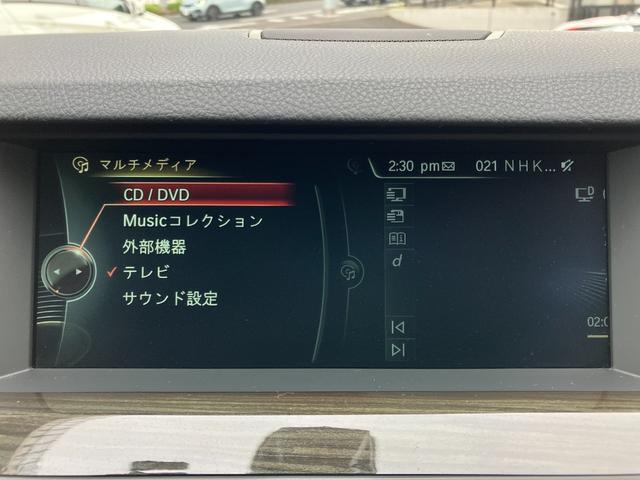 マルチメディア
2:30 pm 021 NHK...
CD / DVD
Musicコレクション
外部機器
テレビ
サウンド設定
d
D